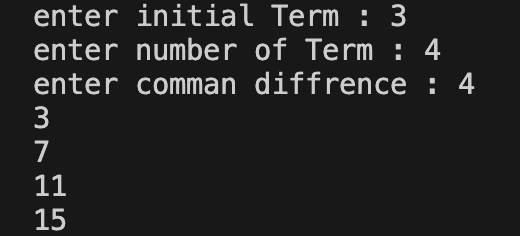 enter initial Term : 3
enter number of Term : 4
enter comman diffrence : 4
3
7
11
15